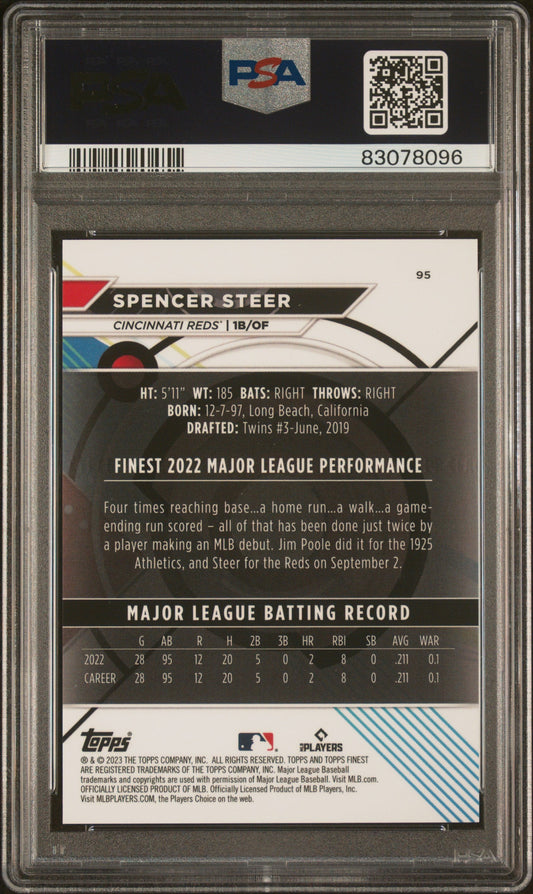 PSA
PSA
83078096
95
SPENCER STEER
CINCINNATI REDS® | 1B/OF
HT: 5'11" WT: 185 BATS: RIGHT THROWS: RIGHT
BORN: 12-7-97, Long Beach, California
DRAFTED: Twins #3-June, 2019
FINEST 2022 MAJOR LEAGUE PERFORMANCE
Four times reaching base...a home run...a walk...a game-
ending run scored – all of that has been done just twice by
a player making an MLB debut. Jim Poole did it for the 1925
Athletics, and Steer for the Reds on September 2.
MAJOR LEAGUE BATTING RECORD
G AB R H 2B 3B HR RBI SB AVG WAR
2022 28 95 12 20 5 0 2 8 0 .211 0.1
CAREER 28 95 12 20 5 0 2 8 0 .211 0.1
topps
MLB PLAYERS
® & © 2023 THE TOPPS COMPANY, INC. ALL RIGHTS RESERVED. TOPPS AND TOPPS FINEST
ARE REGISTERED TRADEMARKS OF THE TOPPS COMPANY, INC. Major League Baseball
trademarks and copyrights are used with permission of Major League Baseball. Visit MLB.com.
OFFICIALLY LICENSED PRODUCT OF MLB. Officially Licensed Product of MLB Players, Inc.
Visit MLBPLAYERS.COM, the Players Choice on the web.
PSA